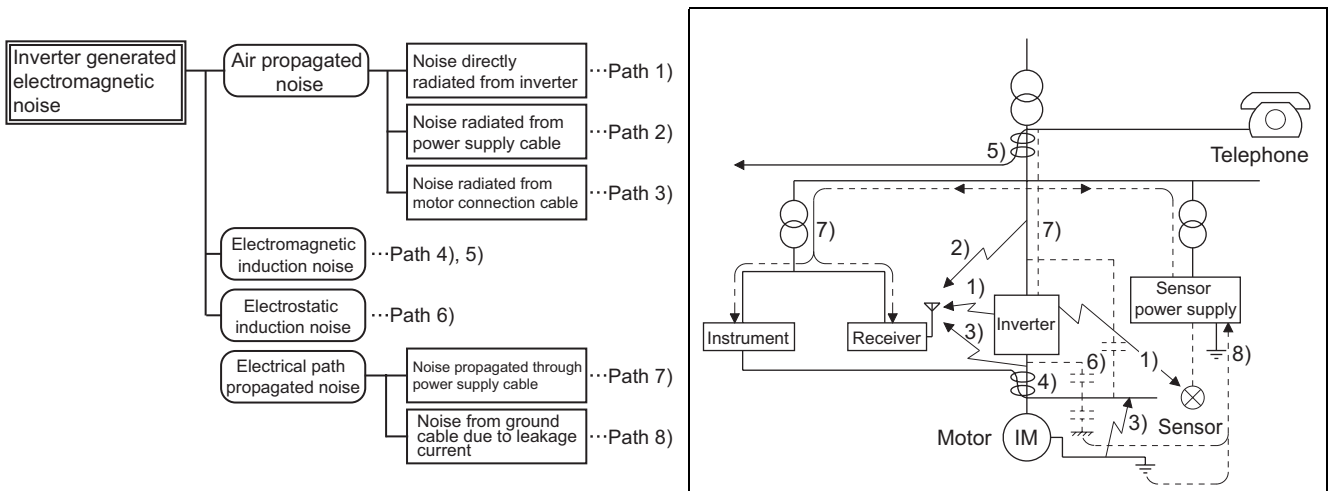 Inverter generated
electromagnetic
noise
Air propagated
noise
Noise directly
radiated from inverter
···Path 1)
Noise radiated from
power supply cable
···Path 2)
Noise radiated from
motor connection cable
···Path 3)
Electromagnetic
induction noise
···Path 4), 5)
Electrostatic
induction noise
···Path 6)
Electrical path
propagated noise
Noise propagated through
power supply cable
···Path 7)
Noise from ground
cable due to leakage
current
···Path 8)
5)
Telephone
7)
7)
2)
1)
3)
Instrument
Receiver
Inverter
Sensor
power supply
6)
1)
8)
4)
3)
Sensor
Motor
IM